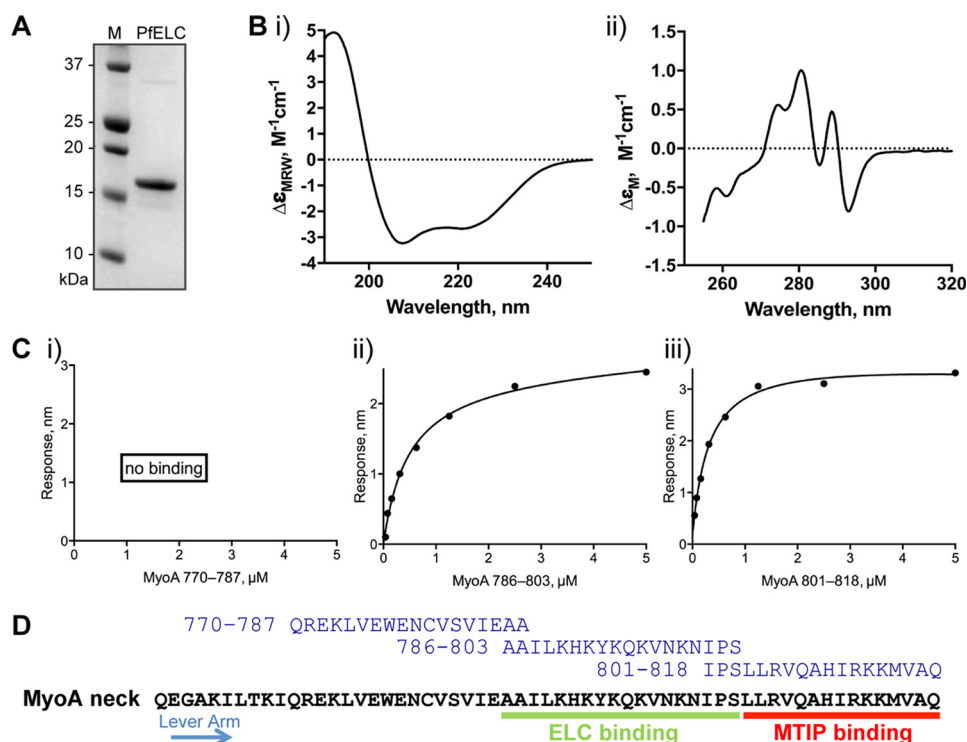 A
M PfELC
37
25
20
15
10
kDa
B i)
5
4
3
2
1
0
-1
-2
-3
-4
ΔεMRW, M-1cm-1
200 220 240
Wavelength, nm
ii)
1.5
1.0
0.5
0.0
-0.5
-1.0
-1.5
ΔεM, M-1cm-1
260 280 300 320
Wavelength, nm
C i)
3
2
1
0
Response, nm
no binding
0 1 2 3 4 5
MyoA 770–787, µM
ii)
2
1
0
Response, nm
0 1 2 3 4 5
MyoA 786–803, µM
iii)
3
2
1
0
Response, nm
0 1 2 3 4 5
MyoA 801–818, µM
D
770–787 QREKLVEWENCVSVIEAA
786–803 AAILKHKYKQKVNKNIPS
801–818 IPSLLRVQAHIRKKMVAQ
MyoA neck QEGAKILTKIQREKLVEWENCVSVIEAAILKHKYKQKVNKNIPSLLRVQAHIRKKMVAQ
Lever Arm ELC binding MTIP binding